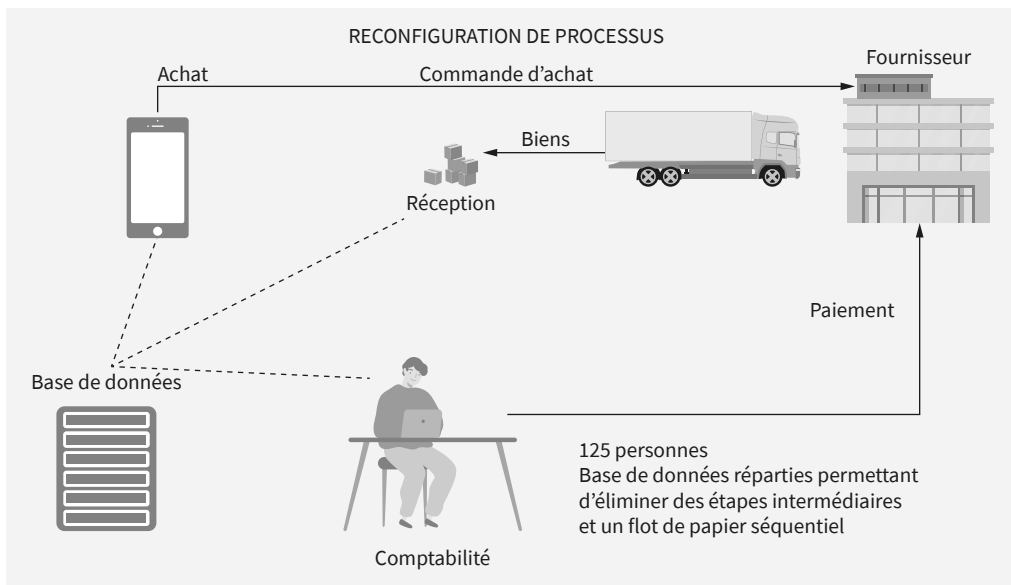 RECONFIGURATION DE PROCESSUS
Fournisseur
Achat
Commande d’achat
Biens
Réception
Paiement
Base de données
125 personnes
Base de données réparties permettant
d’éliminer des étapes intermédiaires
et un flot de papier séquentiel
Comptabilité